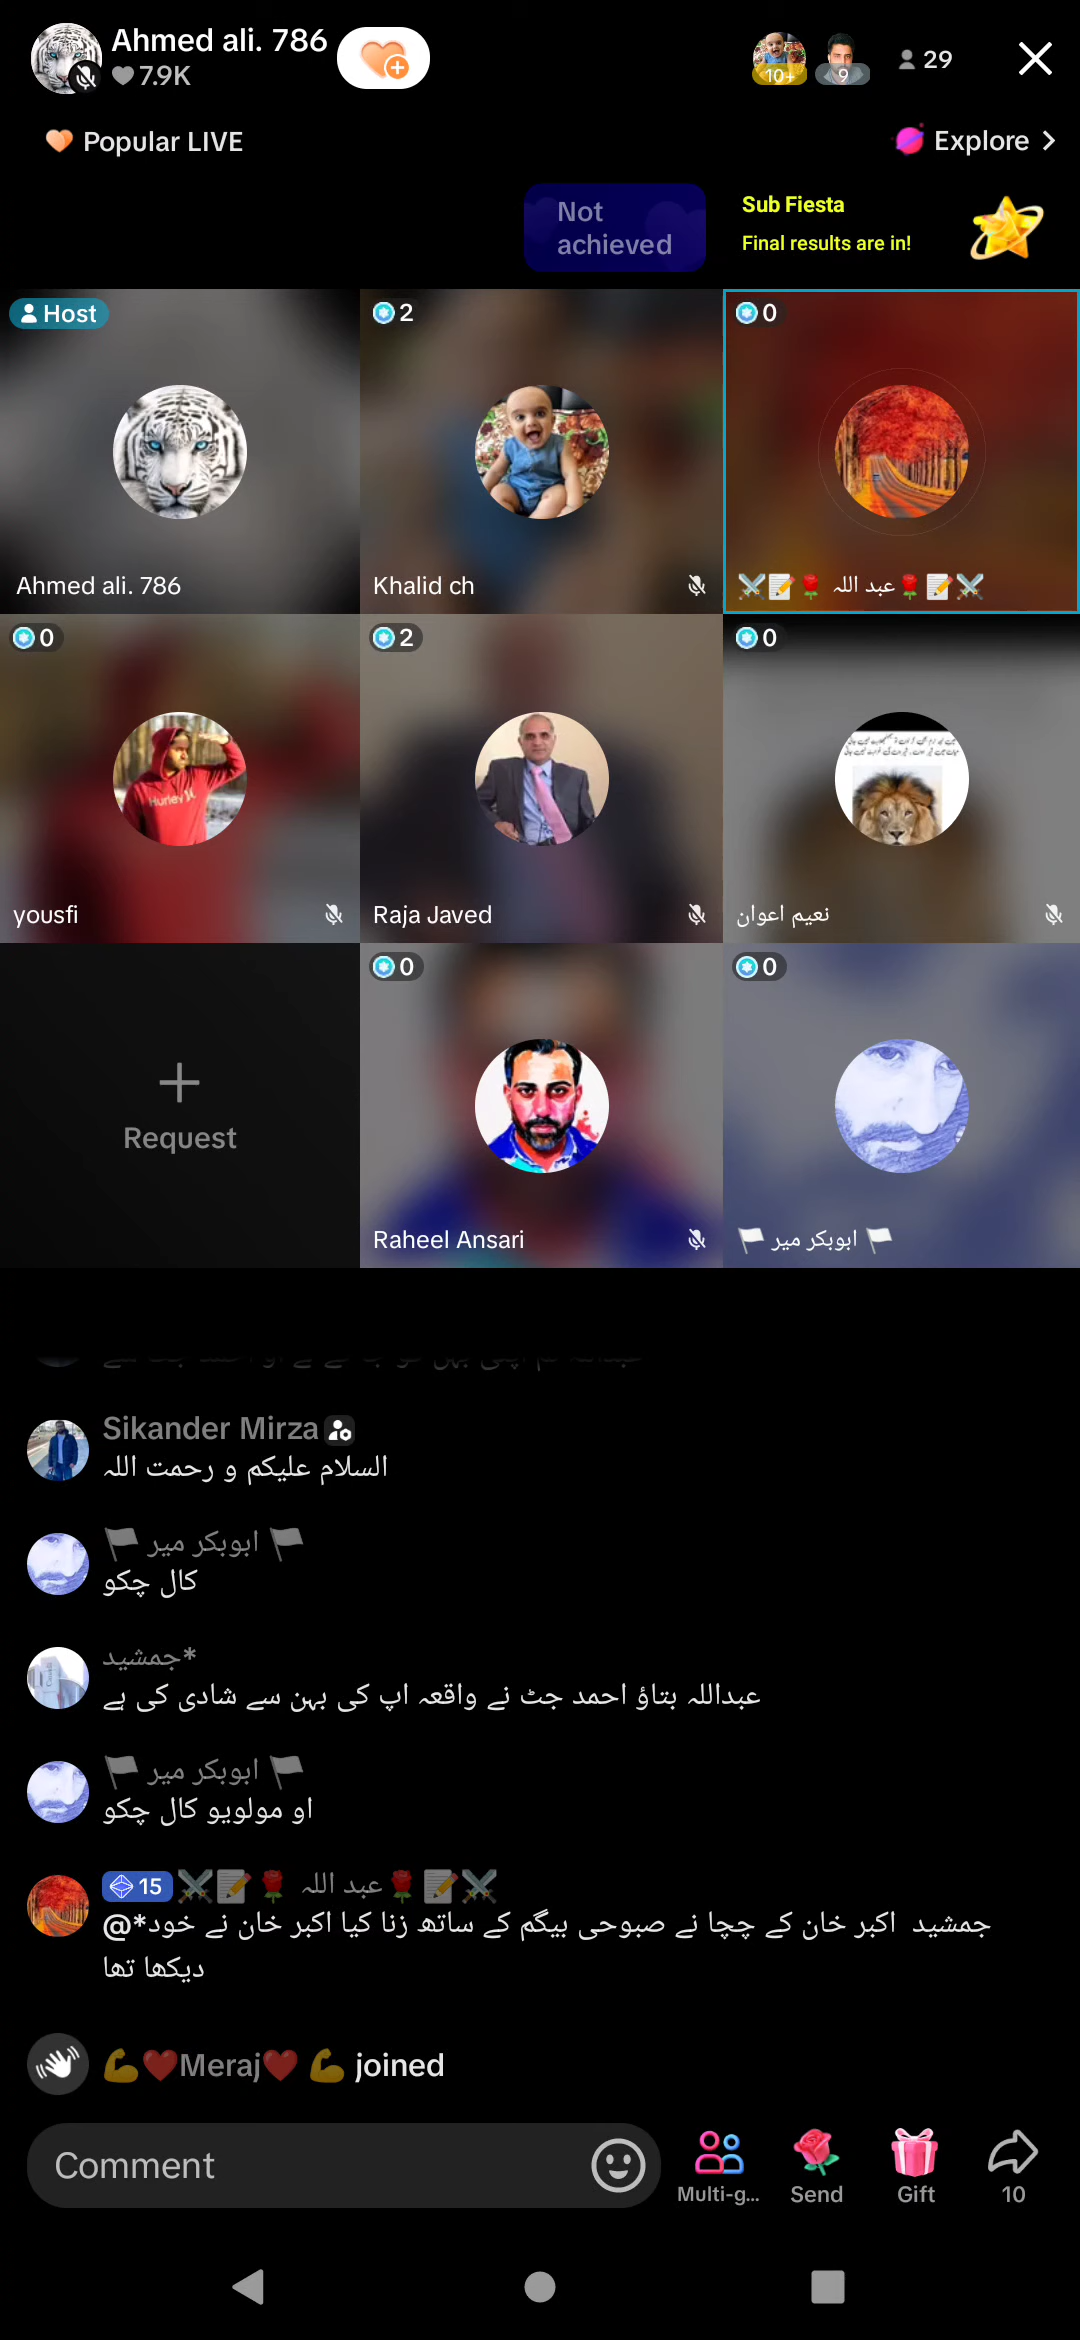 Ahmed ali. 786
7.9K
10+
9
29
Popular LIVE
Explore
Not
achieved
Sub Fiesta
Final results are in!
Host
2
0
Ahmed ali. 786
Khalid ch
⚔️📝🌹 عبد اللہ 🌹📝⚔️
0
2
0
Hurley
yousfi
Raja Javed
نعیم اعوان
0
0
Request
Raheel Ansari
🏳️ ابوبکر میر 🏳️
Sikander Mirza
السلام علیکم و رحمت اللہ
🏳️ ابوبکر میر 🏳️
کال چکو
جمشید*
عبداللہ بتاؤ احمد جٹ نے واقعہ اپ کی بہن سے شادی کی ہے
🏳️ ابوبکر میر 🏳️
او مولویو کال چکو
15 ⚔️📝🌹 عبد اللہ 🌹📝⚔️
@*جمشید اکبر خان کے چچا نے صبوحی بیگم کے ساتھ زنا کیا اکبر خان نے خود
دیکھا تھا
💪❤️Meraj❤️ 💪 joined
Comment
Multi-g...
Send
Gift
10